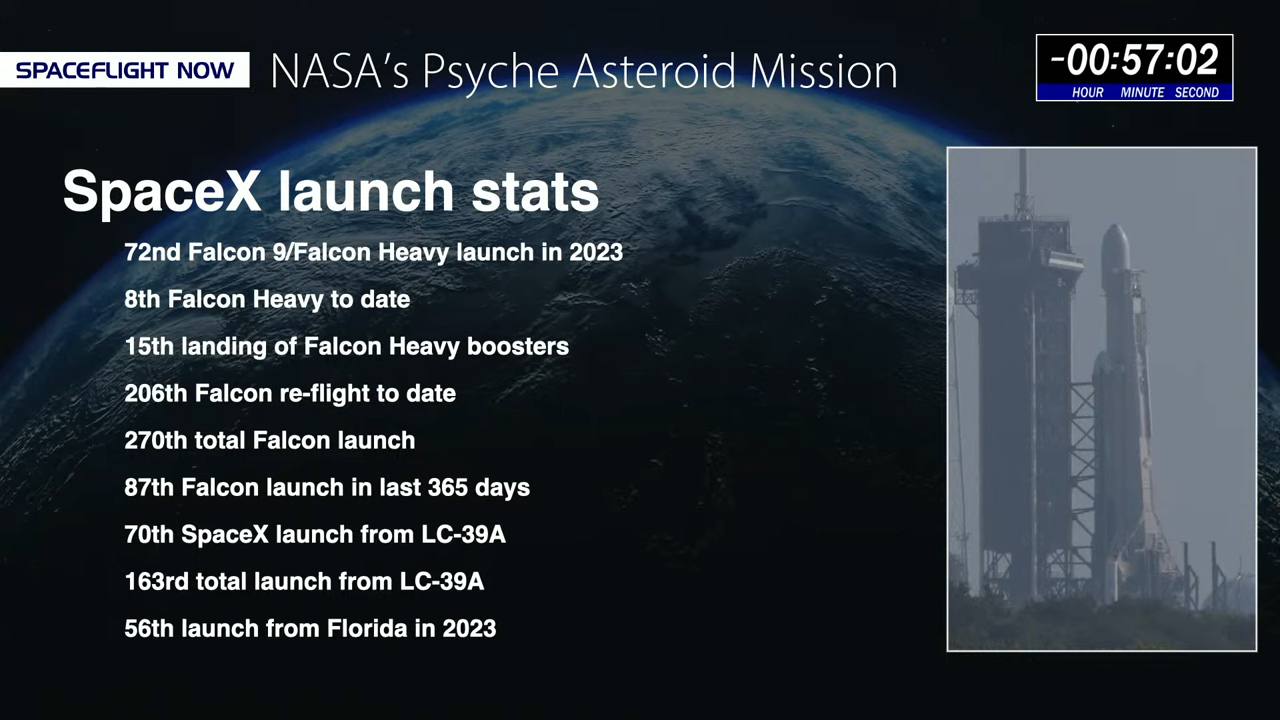 SPACEFLIGHT NOW
NASA's Psyche Asteroid Mission
-00:57:02
HOUR MINUTE SECOND
SpaceX launch stats
72nd Falcon 9/Falcon Heavy launch in 2023
8th Falcon Heavy to date
15th landing of Falcon Heavy boosters
206th Falcon re-flight to date
270th total Falcon launch
87th Falcon launch in last 365 days
70th SpaceX launch from LC-39A
163rd total launch from LC-39A
56th launch from Florida in 2023